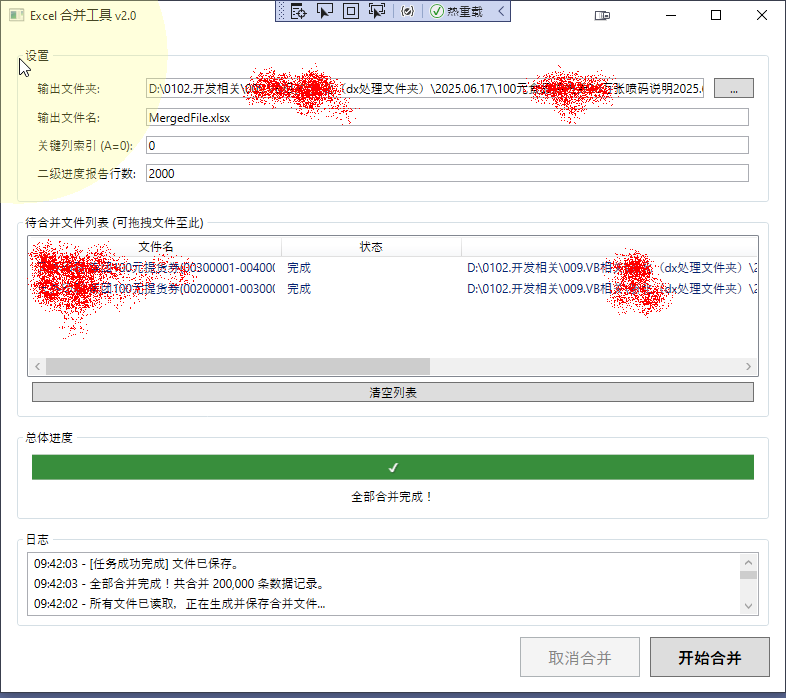 Excel 合并工具 v2.0
热重载
设置
输出文件夹:
D:\0102.开发相关\0 （dx处理文件夹）\2025.06.17\100元 张喷码说明2025.
...
输出文件名:
MergedFile.xlsx
关键列索引 (A=0):
0
二级进度报告行数:
2000
待合并文件列表 (可拖拽文件至此)
文件名 状态
100元提货券(00300001-004000 完成 D:\0102.开发相关\009.VB相 （dx处理文件夹）\2
团100元提货券(00200001-003000 完成 D:\0102.开发相关\009.VB相 dx处理文件夹）\2
清空列表
总体进度
✓
全部合并完成！
日志
09:42:03 - [任务成功完成] 文件已保存。
09:42:03 - 全部合并完成！共合并 200,000 条数据记录。
09:42:02 - 所有文件已读取，正在生成并保存合并文件...
取消合并 开始合并